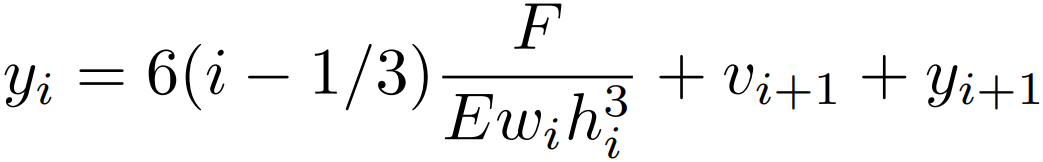 y_i = 6(i − 1/3) \frac{F}{E w_i h_i^3} + v_{i+1} + y_{i+1}